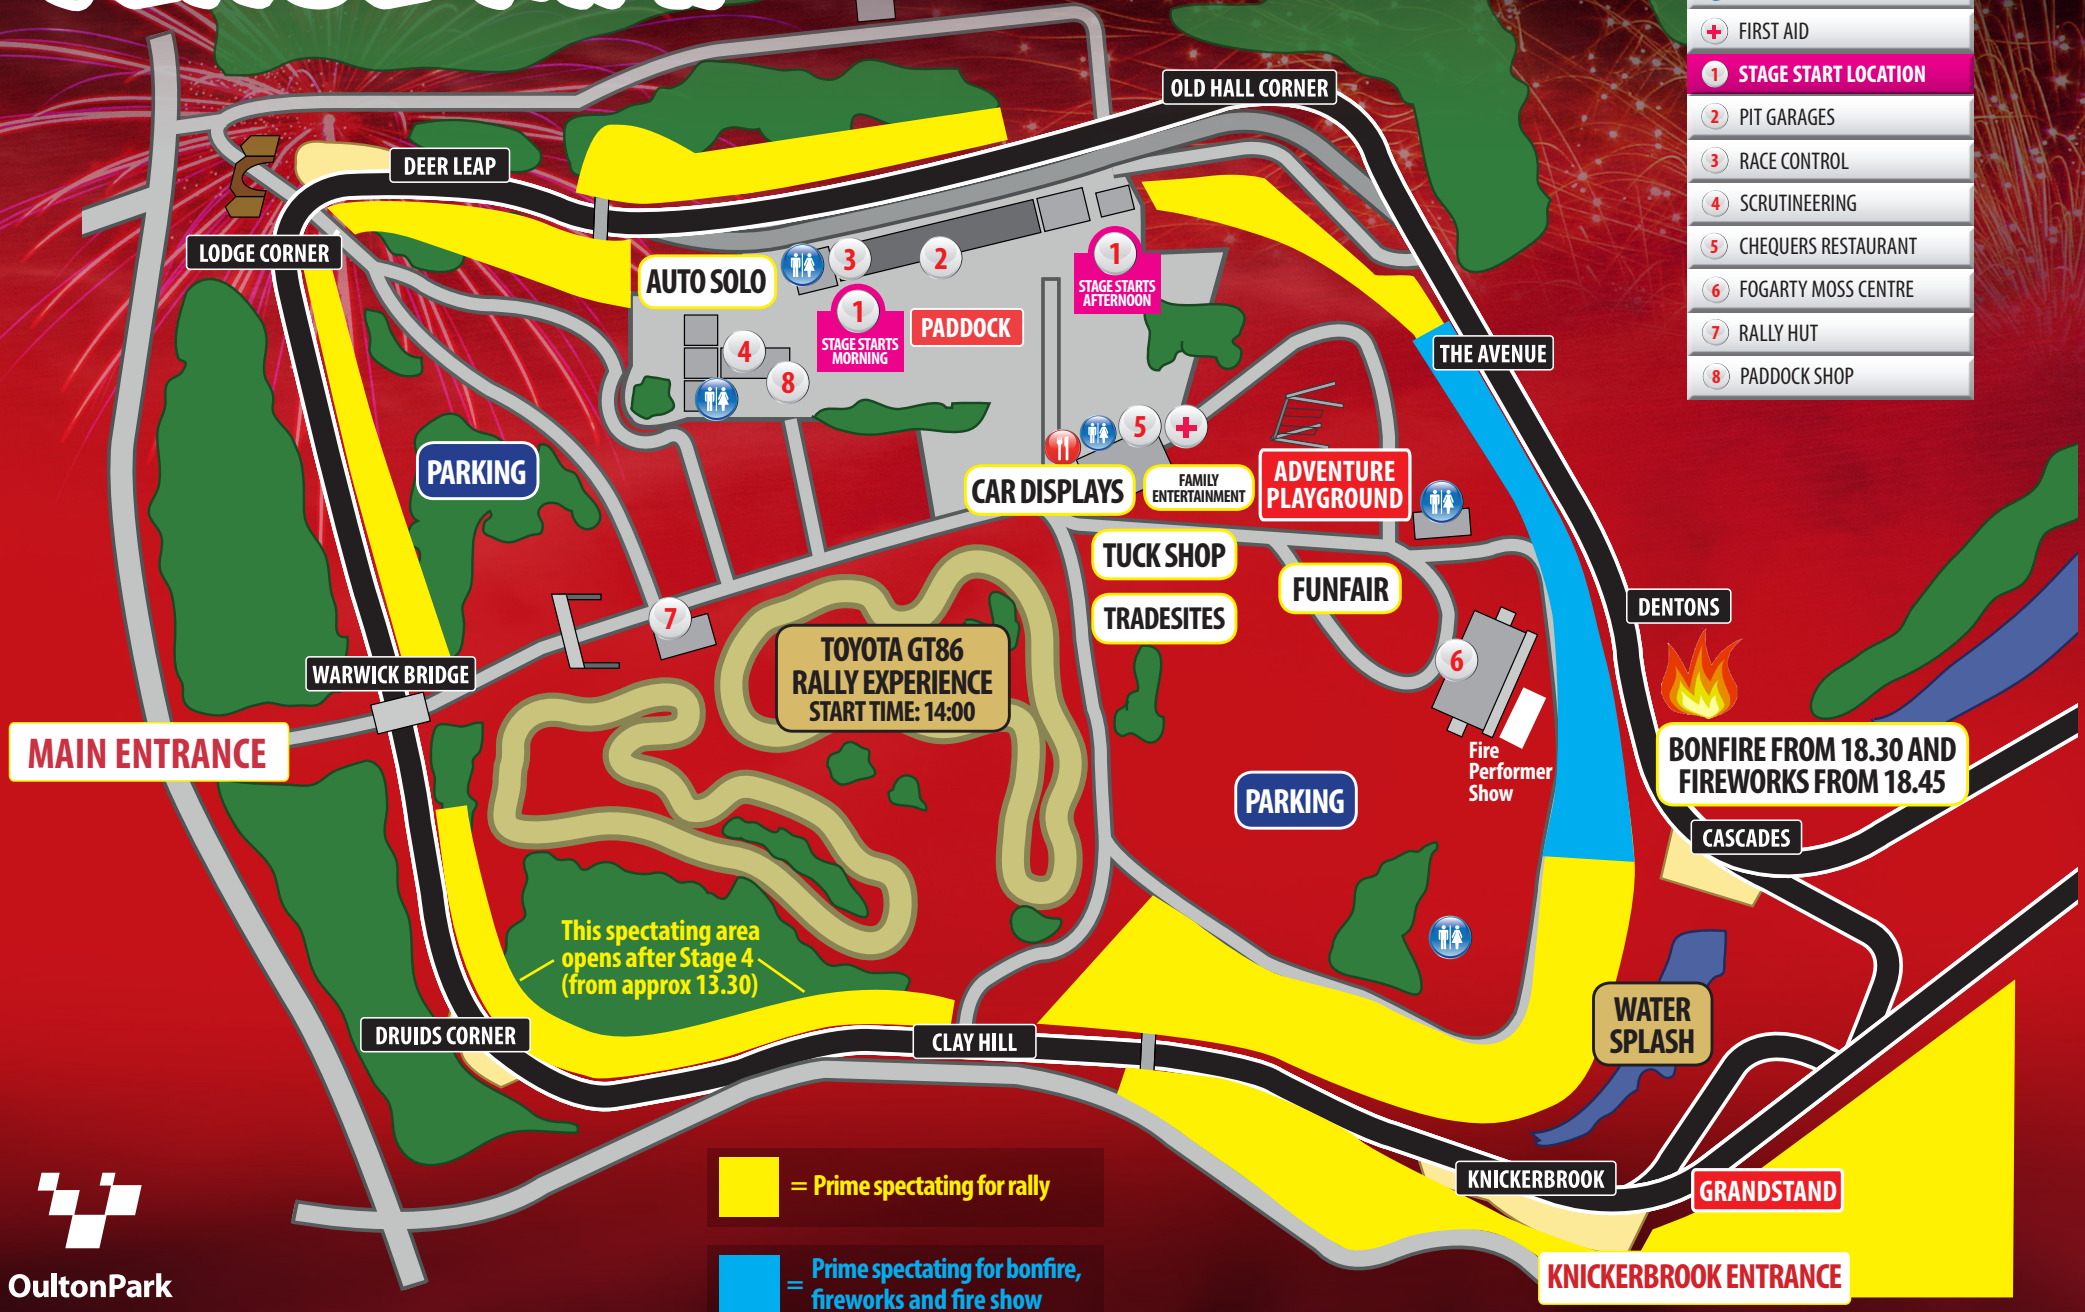 FIRST AID
1 STAGE START LOCATION
2 PIT GARAGES
3 RACE CONTROL
4 SCRUTINEERING
5 CHEQUERS RESTAURANT
6 FOGARTY MOSS CENTRE
7 RALLY HUT
8 PADDOCK SHOP
OLD HALL CORNER
DEER LEAP
LODGE CORNER
AUTO SOLO
3
2
1
STAGE STARTS
AFTERNOON
1
STAGE STARTS
MORNING
PADDOCK
4
8
THE AVENUE
5
PARKING
CAR DISPLAYS
FAMILY
ENTERTAINMENT
ADVENTURE
PLAYGROUND
TUCK SHOP
FUNFAIR
TRADESITES
DENTONS
7
6
TOYOTA GT86
RALLY EXPERIENCE
START TIME: 14:00
WARWICK BRIDGE
MAIN ENTRANCE
Fire
Performer
Show
BONFIRE FROM 18.30 AND
FIREWORKS FROM 18.45
PARKING
CASCADES
This spectating area
opens after Stage 4
(from approx 13.30)
WATER
SPLASH
DRUIDS CORNER
CLAY HILL
KNICKERBROOK
GRANDSTAND
KNICKERBROOK ENTRANCE
= Prime spectating for rally
= Prime spectating for bonfire,
fireworks and fire show
OultonPark